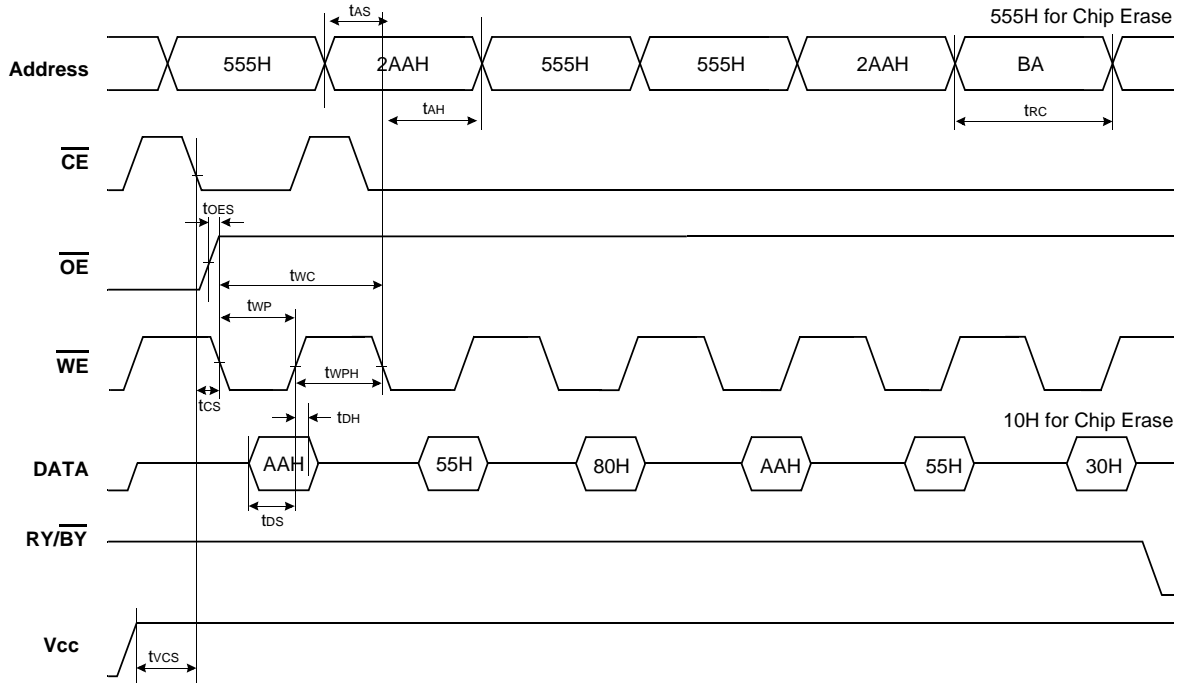 tAS
555H for Chip Erase
Address 555H 2AAH 555H 555H 2AAH BA
tAH
tRC
CE
tOES
OE
tWC
tWP
WE
tWPH
tCS
tDH
10H for Chip Erase
DATA AAH 55H 80H AAH 55H 30H
tDS
RY/BY
Vcc
tVCS